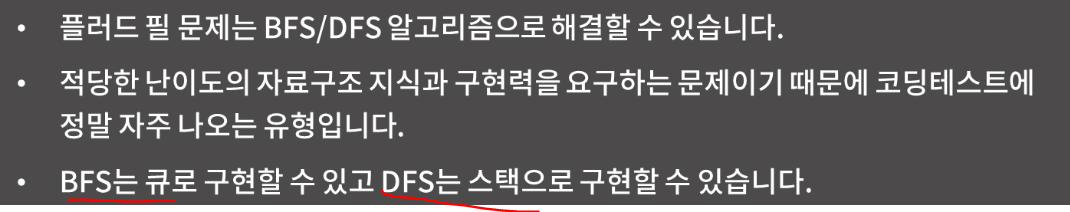 • 플러드 필 문제는 BFS/DFS 알고리즘으로 해결할 수 있습니다.
• 적당한 난이도의 자료구조 지식과 구현력을 요구하는 문제이기 때문에 코딩테스트에
정말 자주 나오는 유형입니다.
• BFS는 큐로 구현할 수 있고 DFS는 스택으로 구현할 수 있습니다.